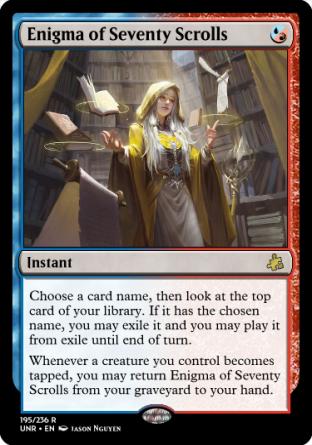 Enigma of Seventy Scrolls
Instant
Choose a card name, then look at the top
card of your library. If it has the chosen
name, you may exile it and you may play it
from exile until end of turn.
Whenever a creature you control becomes
tapped, you may return Enigma of Seventy
Scrolls from your graveyard to your hand.
195/236 R
UNR • EN Jason Nguyen